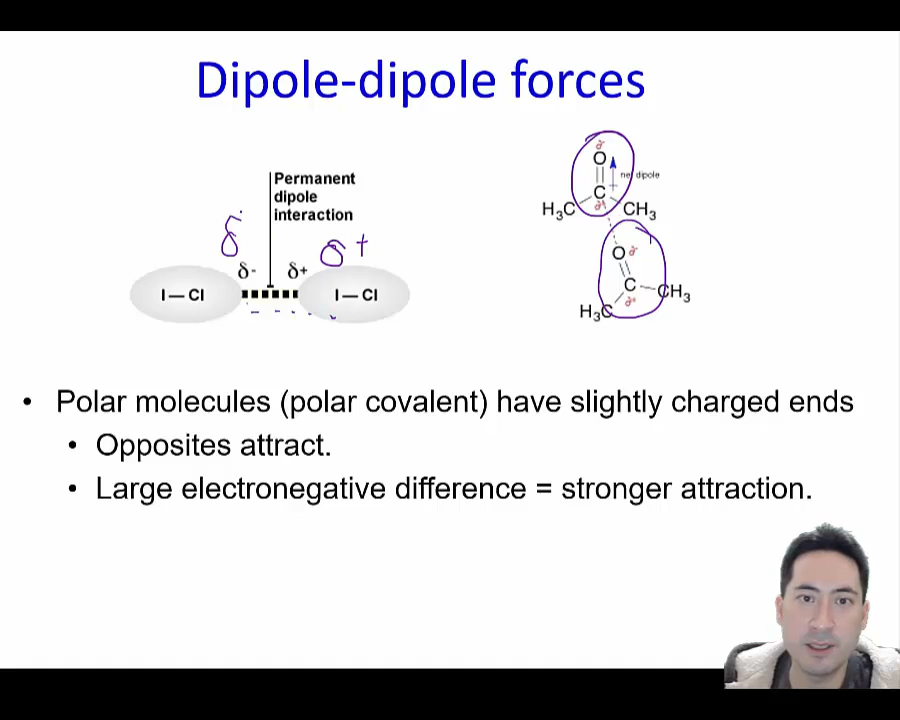 Dipole-dipole forces
Permanent
dipole
interaction
δ- δ+
δ- δ+
I—Cl I—Cl
δ-
O
net dipole
C
δ+
H₃C CH₃
O δ-
C CH₃
δ+
H₃C
• Polar molecules (polar covalent) have slightly charged ends
• Opposites attract.
• Large electronegative difference = stronger attraction.